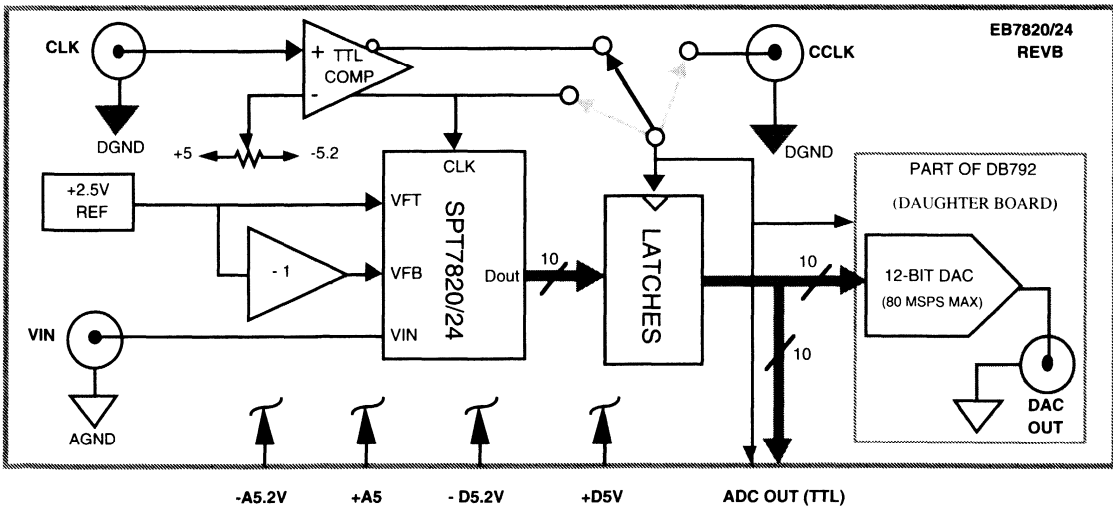 EB7820/24
REVB
CLK
+
TTL
COMP
-
CCLK
DGND
DGND
+5
-5.2
CLK
+2.5V
REF
VFT
VFB
VIN
SPT7820/24
Dout
- 1
10
LATCHES
PART OF DB792
(DAUGHTER BOARD)
10
12-BIT DAC
(80 MSPS MAX)
10
VIN
AGND
DAC
OUT
-A5.2V
+A5
- D5.2V
+D5V
ADC OUT (TTL)